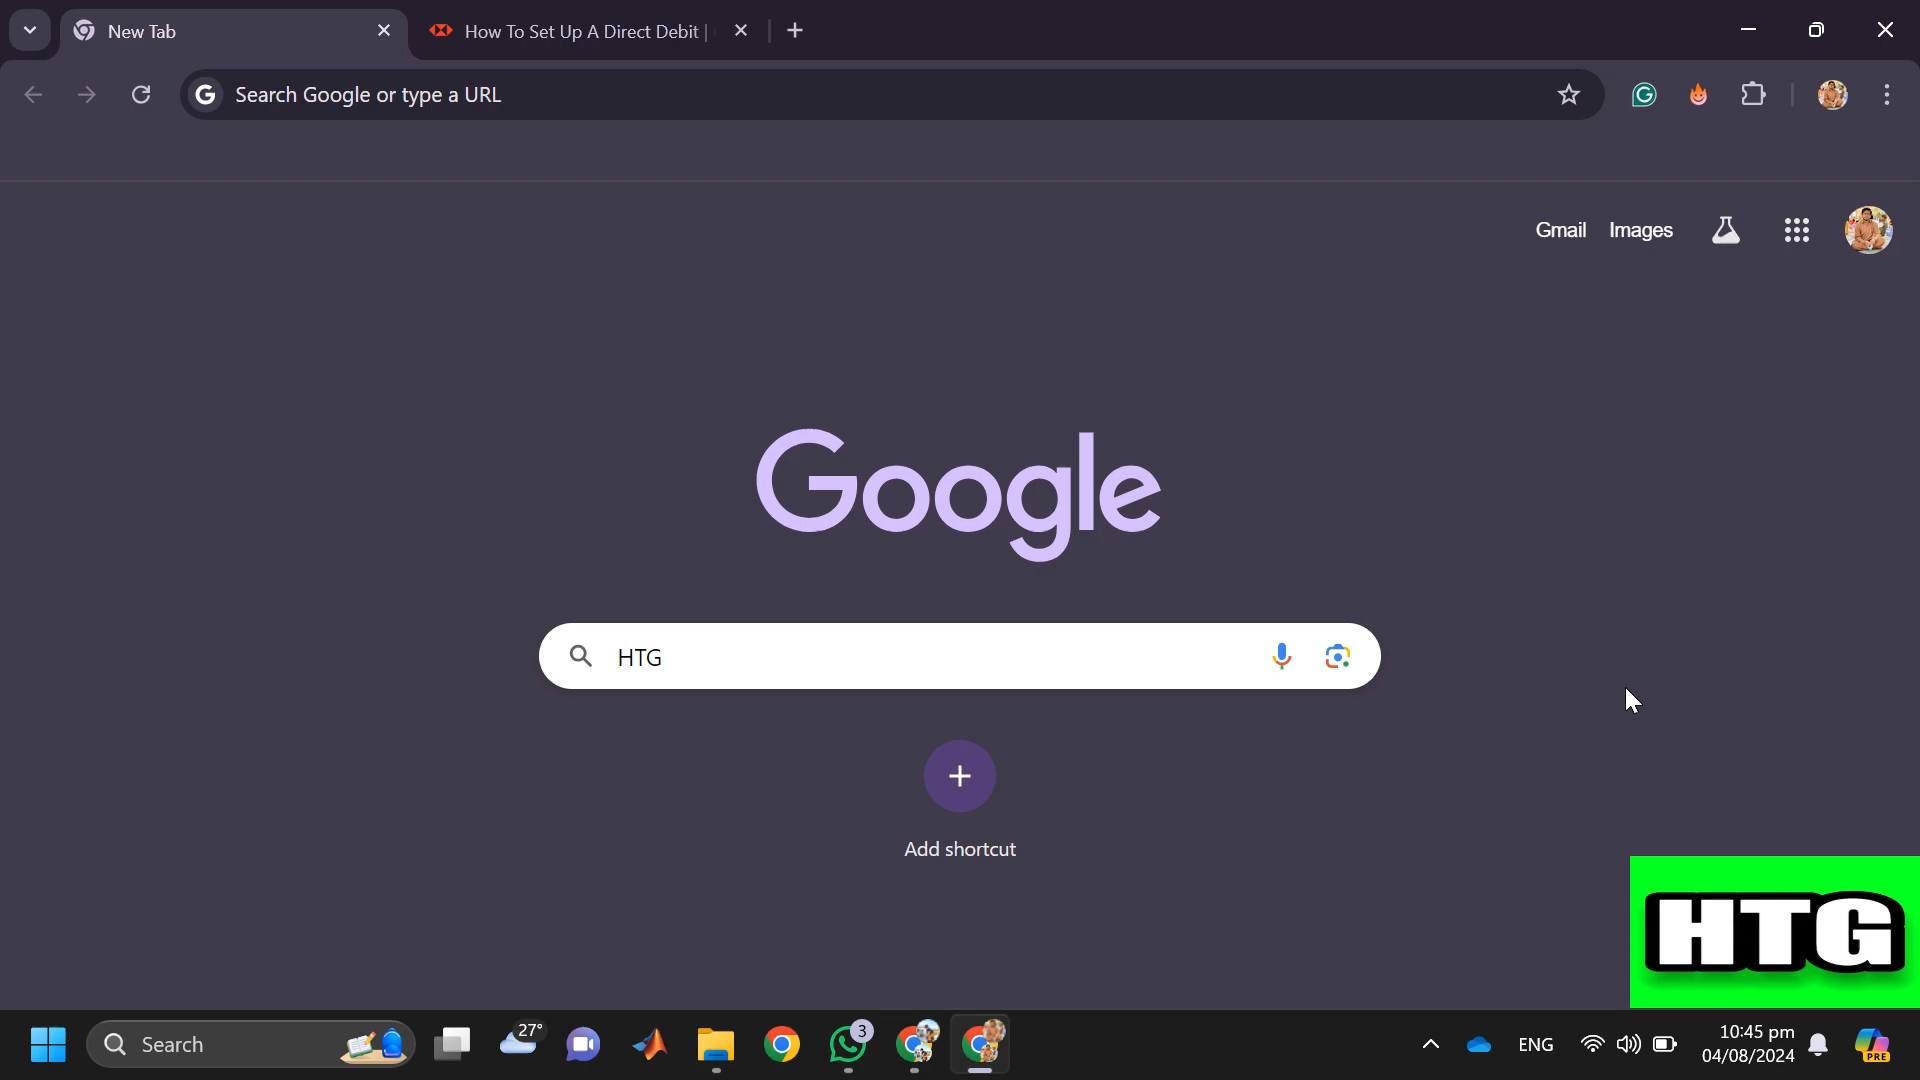 New Tab
How To Set Up A Direct Debit |
Search Google or type a URL
Gmail Images
Google
HTG
Add shortcut
HTG
Search
27°
3
ENG
10:45 pm
04/08/2024
PRE